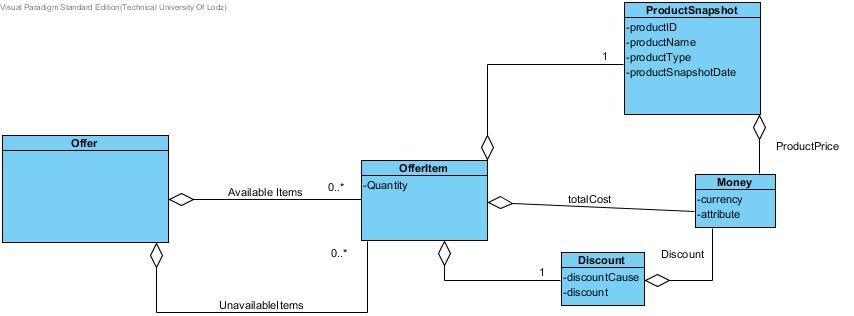 Visual Paradigm Standard Edition(Technical University Of Lodz)
ProductSnapshot
-productID
-productName
-productType
-productSnapshotDate
1
ProductPrice
Offer
Available Items
0..*
OfferItem
-Quantity
totalCost
Money
-currency
-attribute
0..*
UnavailableItems
1
Discount
-discountCause
-discount
Discount